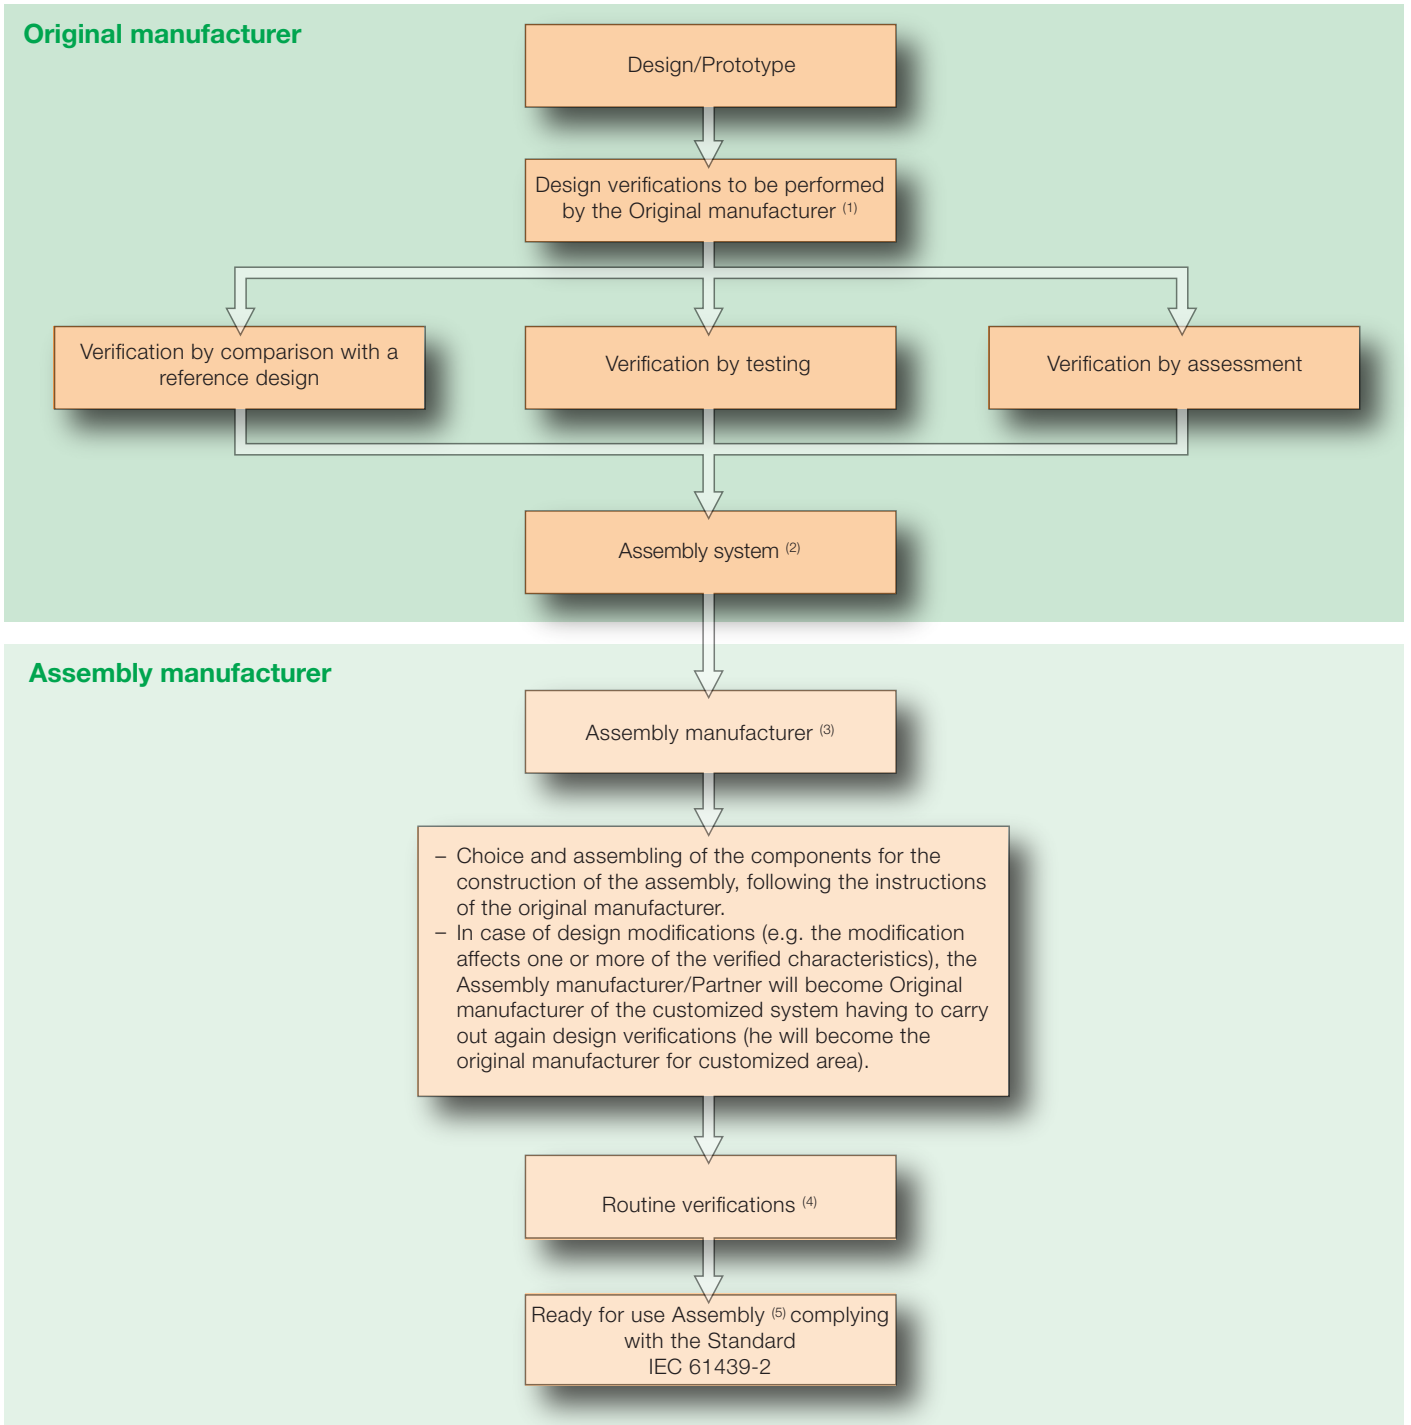 Original manufacturer
Design/Prototype
Design verifications to be performed
by the Original manufacturer (1)
Verification by comparison with a
reference design
Verification by testing
Verification by assessment
Assembly system (2)
Assembly manufacturer
Assembly manufacturer (3)
– Choice and assembling of the components for the
construction of the assembly, following the instructions
of the original manufacturer.
– In case of design modifications (e.g. the modification
affects one or more of the verified characteristics), the
Assembly manufacturer/Partner will become Original
manufacturer of the customized system having to carry
out again design verifications (he will become the
original manufacturer for customized area).
Routine verifications (4)
Ready for use Assembly (5) complying
with the Standard
IEC 61439-2